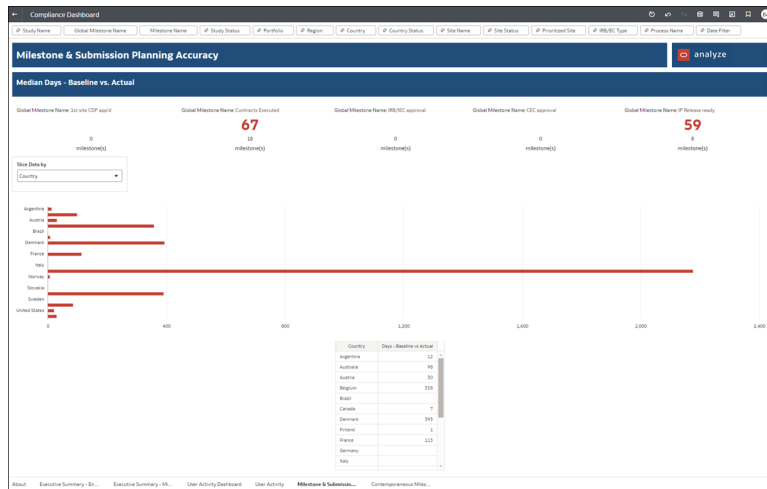 Compliance Dashboard
Study Name Global Milestone Name Milestone Name Study Status Portfolio Region Country Country Status Site Name Site Status Prioritized Site IRB/EC Type Process Name Date Filter
Milestone & Submission Planning Accuracy
analyze
Median Days - Baseline vs. Actual
Global Milestone Name: 1st site CDP app'd Global Milestone Name: Contracts Executed Global Milestone Name: IRB/IEC approval Global Milestone Name: CEC approval Global Milestone Name: IP Release ready
67 59
0 18 0 0 8
milestone(s) milestone(s) milestone(s) milestone(s) milestone(s)
Slice Data by
Country
Argentina
Austria
Brazil
Denmark
France
Italy
Norway
Slovakia
Sweden
United States
0 400 800 1,200 1,600 2,000 2,400
Country Days - Baseline vs Actual
Argentina 12
Australia 98
Austria 30
Belgium 358
Brazil
Canada 7
Denmark 393
Finland 1
France 113
Germany
Italy
About Executive Summary - En... Executive Summary - Mi... User Activity Dashboard User Activity Milestone & Submissio... Contemporaneous Miles...